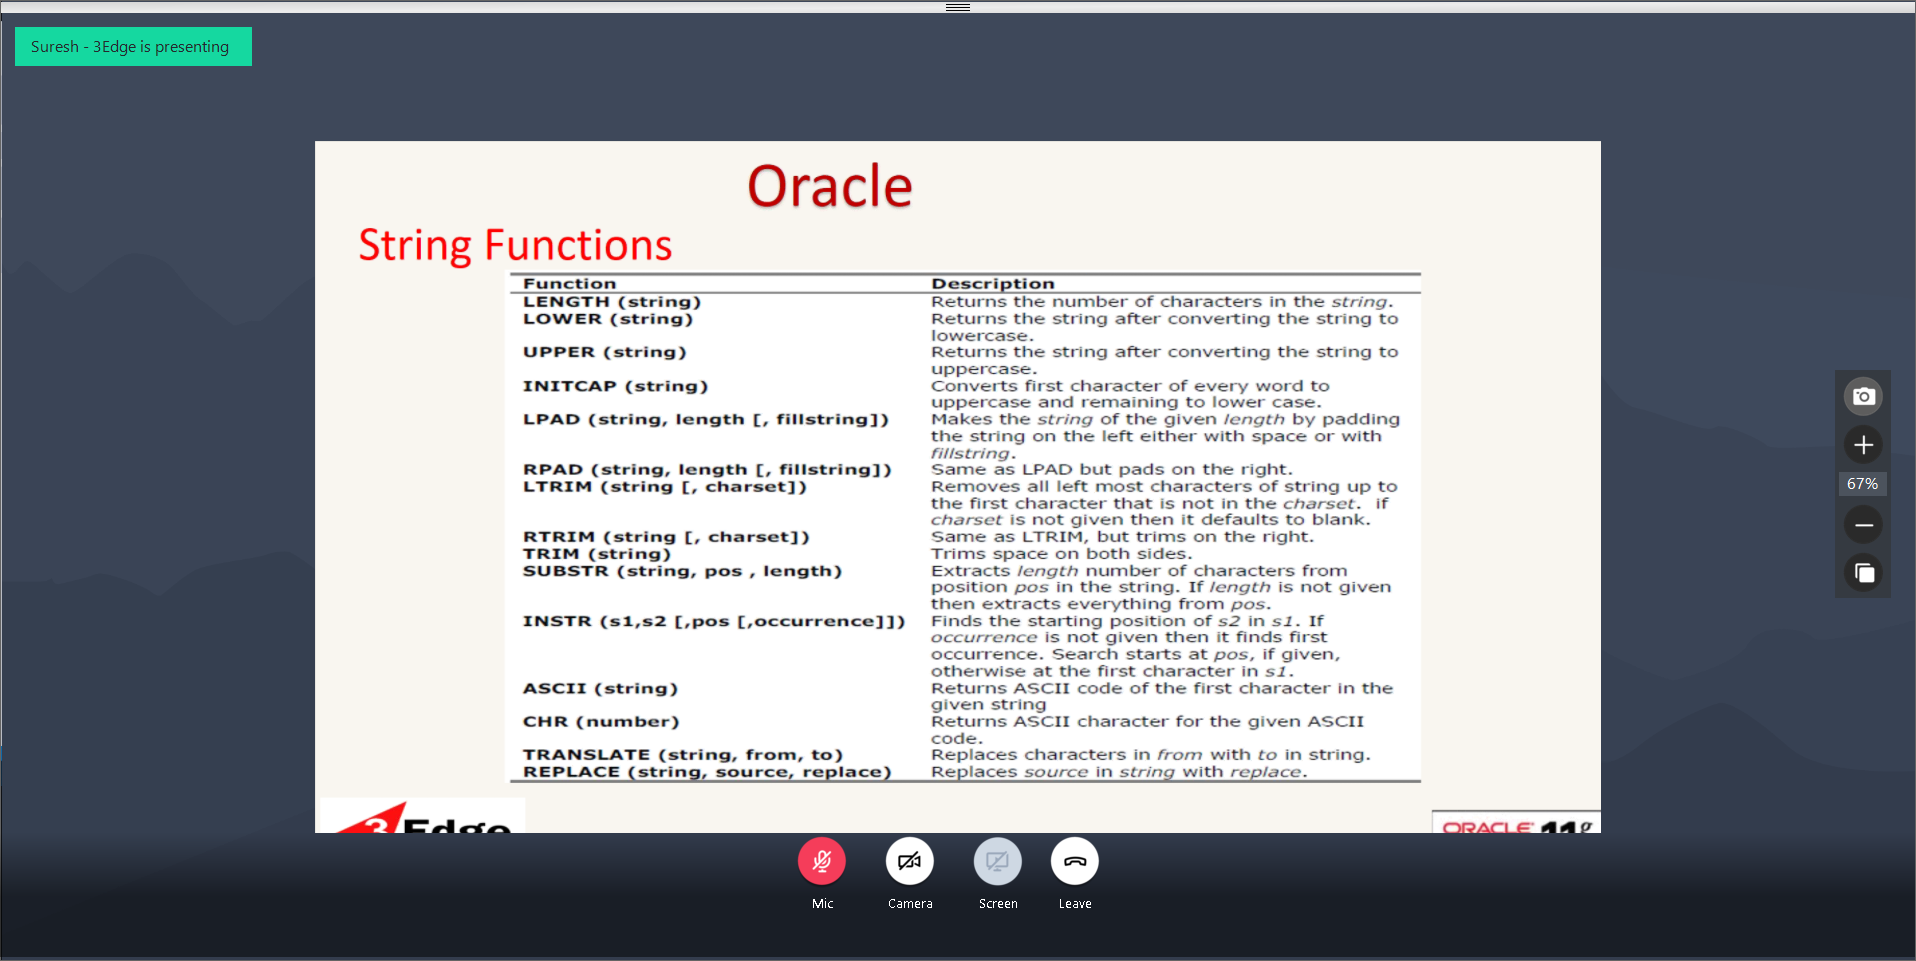 Suresh - 3Edge is presenting
Oracle
String Functions
Function Description
LENGTH (string) Returns the number of characters in the string.
LOWER (string) Returns the string after converting the string to
lowercase.
UPPER (string) Returns the string after converting the string to
uppercase.
INITCAP (string) Converts first character of every word to
uppercase and remaining to lower case.
LPAD (string, length [, fillstring]) Makes the string of the given length by padding
the string on the left either with space or with
fillstring.
RPAD (string, length [, fillstring]) Same as LPAD but pads on the right.
LTRIM (string [, charset]) Removes all left most characters of string up to
the first character that is not in the charset. if
charset is not given then it defaults to blank.
RTRIM (string [, charset]) Same as LTRIM, but trims on the right.
TRIM (string) Trims space on both sides.
SUBSTR (string, pos , length) Extracts length number of characters from
position pos in the string. If length is not given
then extracts everything from pos.
INSTR (s1,s2 [,pos [,occurrence]]) Finds the starting position of s2 in s1. If
occurrence is not given then it finds first
occurrence. Search starts at pos, if given,
otherwise at the first character in s1.
ASCII (string) Returns ASCII code of the first character in the
given string
CHR (number) Returns ASCII character for the given ASCII
code.
TRANSLATE (string, from, to) Replaces characters in from with to in string.
REPLACE (string, source, replace) Replaces source in string with replace.
67%
3 Edge
ORACLE 11g
Mic Camera Screen Leave